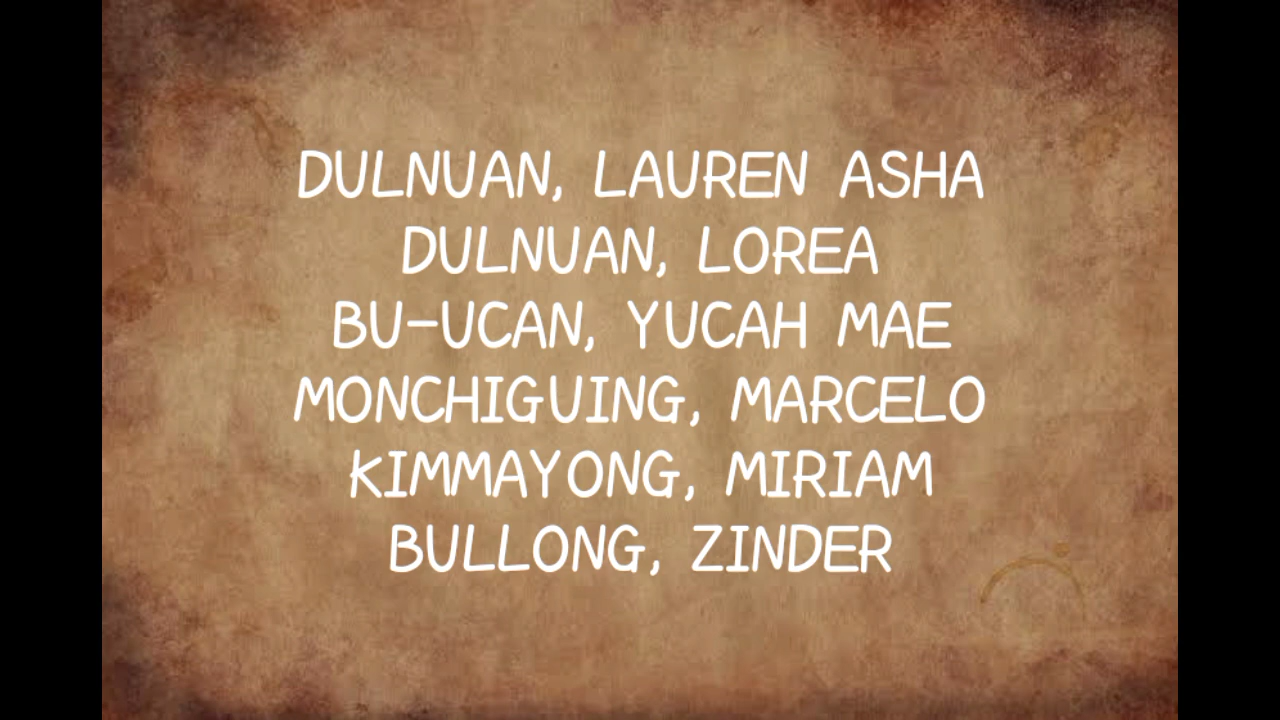 DULNUAN, LAUREN ASHA
DULNUAN, LOREA
BU-UCAN, YUCAH MAE
MONCHIGUING, MARCELO
KIMMAYONG, MIRIAM
BULLONG, ZINDER